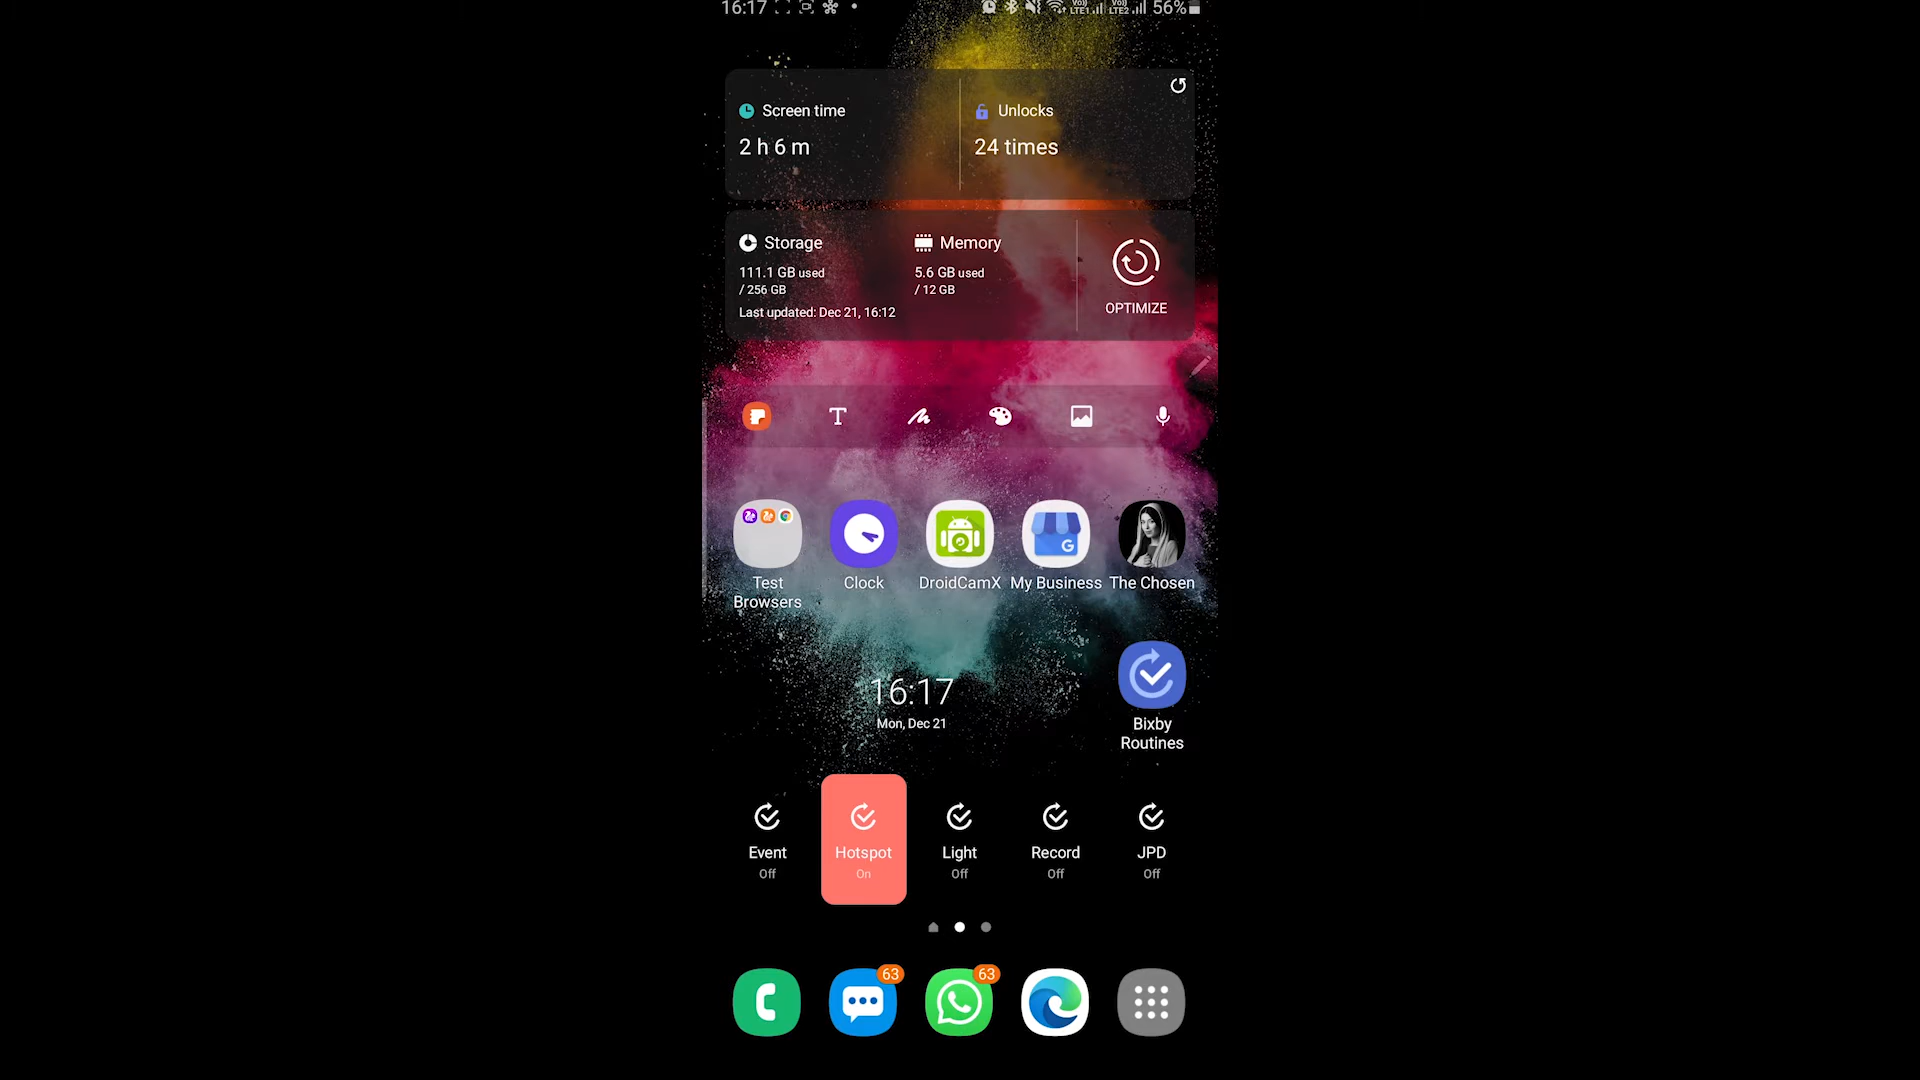 16:17 56%
Screen time
2 h 6 m
Unlocks
24 times
Storage
111.1 GB used
/ 256 GB
Last updated: Dec 21, 16:12
Memory
5.6 GB used
/ 12 GB
OPTIMIZE
T
Test
Browsers
Clock
DroidCamX
My Business
The Chosen
16:17
Mon, Dec 21
Bixby
Routines
Event
Off
Hotspot
On
Light
Off
Record
Off
JPD
Off
63
63